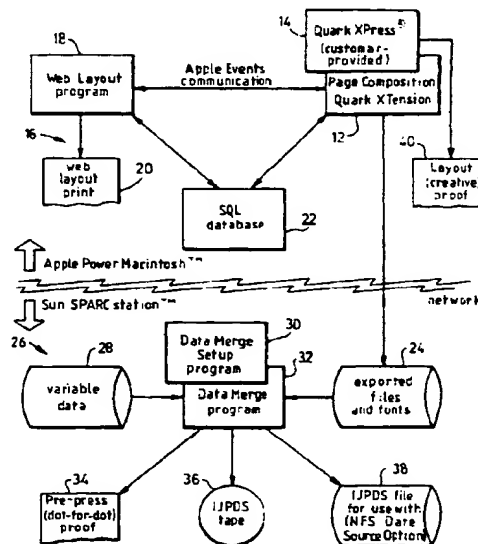 14
Quark XPress®
(customer-
provided)
18
Web Layout
program
Apple Events
communication
Page Composition
Quark XTension
12
16
20
web
layout
print
40
Layout
(creative)
proof
SQL
database
22
Apple Power Macintosh™
Sun SPARCstation™
network
30
Data Merge
Setup
program
26
28
32
24
variable
data
Data Merge
program
exported
files
and fonts
34
36
38
Pre-press
(dot-for-dot)
proof
IJPDS
tape
IJPDS file
for use with
(NFS Date
Source Option)